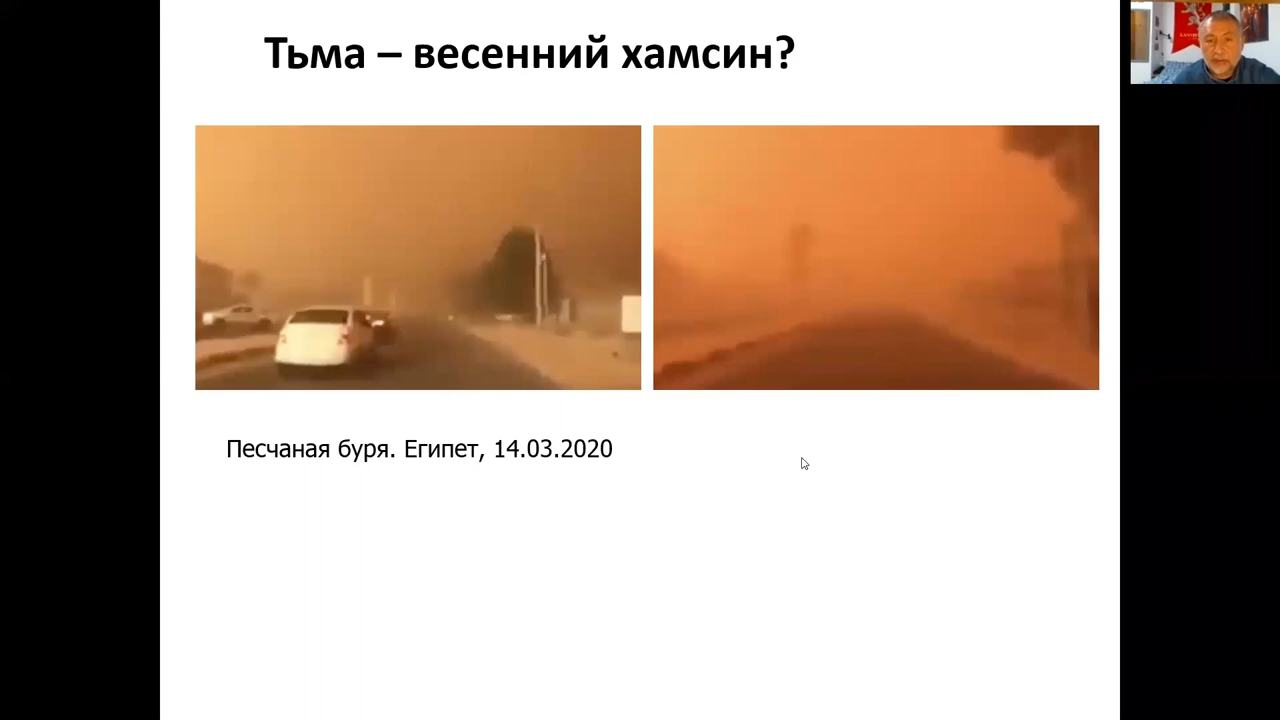 Тьма – весенний хамсин?
Песчаная буря. Египет, 14.03.2020